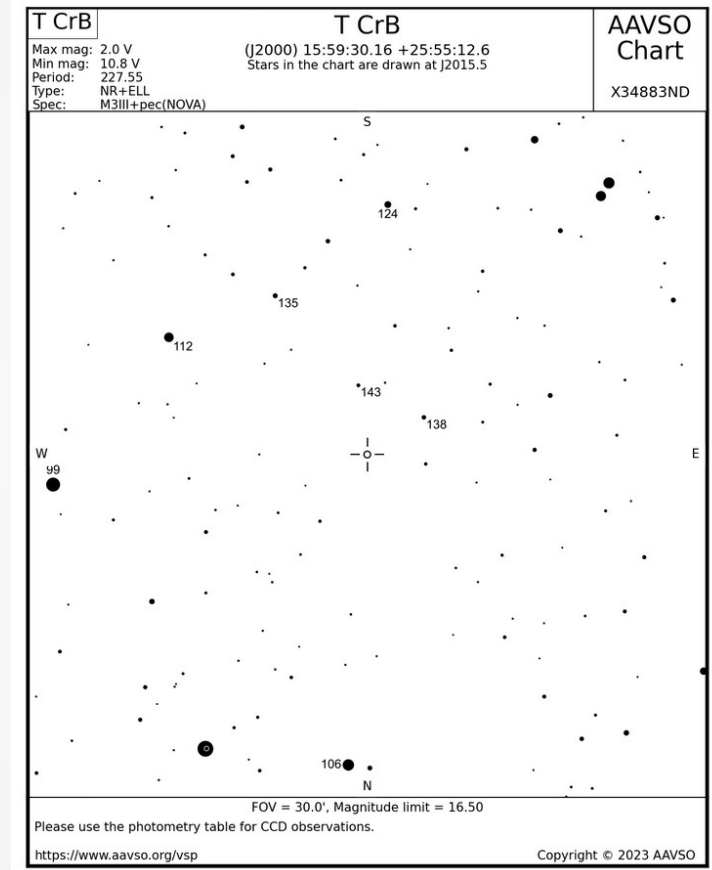 T CrB
Max mag: 2.0 V
Min mag: 10.8 V
Period: 227.55
Type: NR+ELL
Spec: M3III+pec(NOVA)
T CrB
(J2000) 15:59:30.16 +25:55:12.6
Stars in the chart are drawn at J2015.5
AAVSO
Chart
X34883ND
S
124
135
112
143
138
W
E
99
106
N
FOV = 30.0', Magnitude limit = 16.50
Please use the photometry table for CCD observations.
https://www.aavso.org/vsp
Copyright © 2023 AAVSO